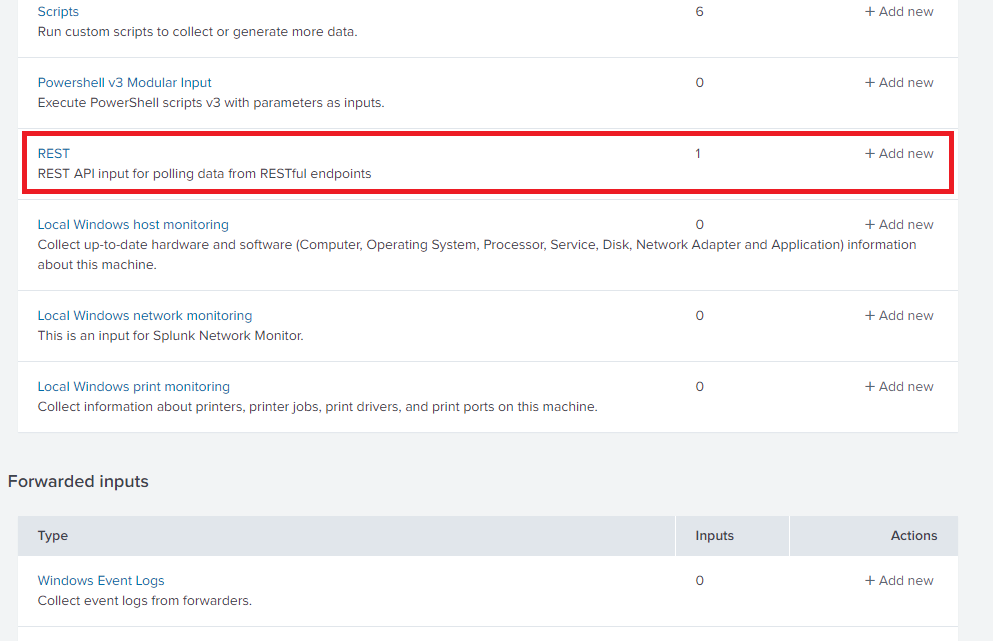 Scripts 6 + Add new
Run custom scripts to collect or generate more data.
Powershell v3 Modular Input 0 + Add new
Execute PowerShell scripts v3 with parameters as inputs.
REST 1 + Add new
REST API input for polling data from RESTful endpoints
Local Windows host monitoring 0 + Add new
Collect up-to-date hardware and software (Computer, Operating System, Processor, Service, Disk, Network Adapter and Application) information
about this machine.
Local Windows network monitoring 0 + Add new
This is an input for Splunk Network Monitor.
Local Windows print monitoring 0 + Add new
Collect information about printers, printer jobs, print drivers, and print ports on this machine.
Forwarded inputs
Type Inputs Actions
Windows Event Logs 0 + Add new
Collect event logs from forwarders.